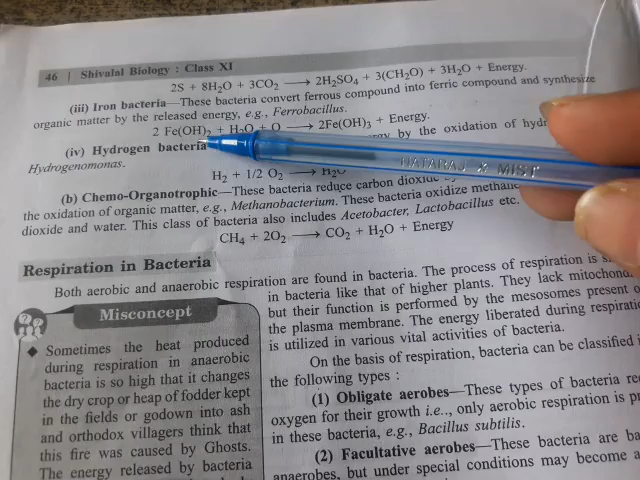 46 | Shivalal Biology : Class XI
2S + 8H₂O + 3CO₂ ⟶ 2H₂SO₄ + 3(CH₂O) + 3H₂O + Energy.
(iii) Iron bacteria—These bacteria convert ferrous compound into ferric compound and synthesize
organic matter by the released energy, e.g., Ferrobacillus.
2 Fe(OH)₂ + H₂O + O ⟶ 2Fe(OH)₃ + Energy.
(iv) Hydrogen bacteria by the oxidation of
Hydrogenomonas.
H₂ + 1/2 O₂ ⟶ H₂O
NATARAJ MIST
(b) Chemo-Organotrophic—These bacteria reduce carbon
the oxidation of organic matter, e.g., Methanobacterium. These bacteria oxidize
dioxide and water. This class of bacteria also includes Acetobacter, Lactobacillus etc.
CH₄ + 2O₂ ⟶ CO₂ + H₂O + Energy
Respiration in Bacteria
Both aerobic and anaerobic respiration are found in bacteria. The process of respiration is
in bacteria like that of higher plants. They lack
but their function is performed by the mesosomes present
the plasma membrane. The energy liberated during
is utilized in various vital activities of bacteria.
On the basis of respiration, bacteria can be classified
the following types :
(1) Obligate aerobes—These types of bacteria
oxygen for their growth i.e., only aerobic respiration is
in these bacteria, e.g., Bacillus subtilis.
(2) Facultative aerobes—These bacteria are
anaerobes, but under special conditions may become
Misconcept
◆ Sometimes the heat produced
during respiration in anaerobic
bacteria is so high that it changes
the dry crop or heap of fodder kept
in the fields or godown into ash
and orthodox villagers think that
this fire was caused by Ghosts.
The energy released by bacteria